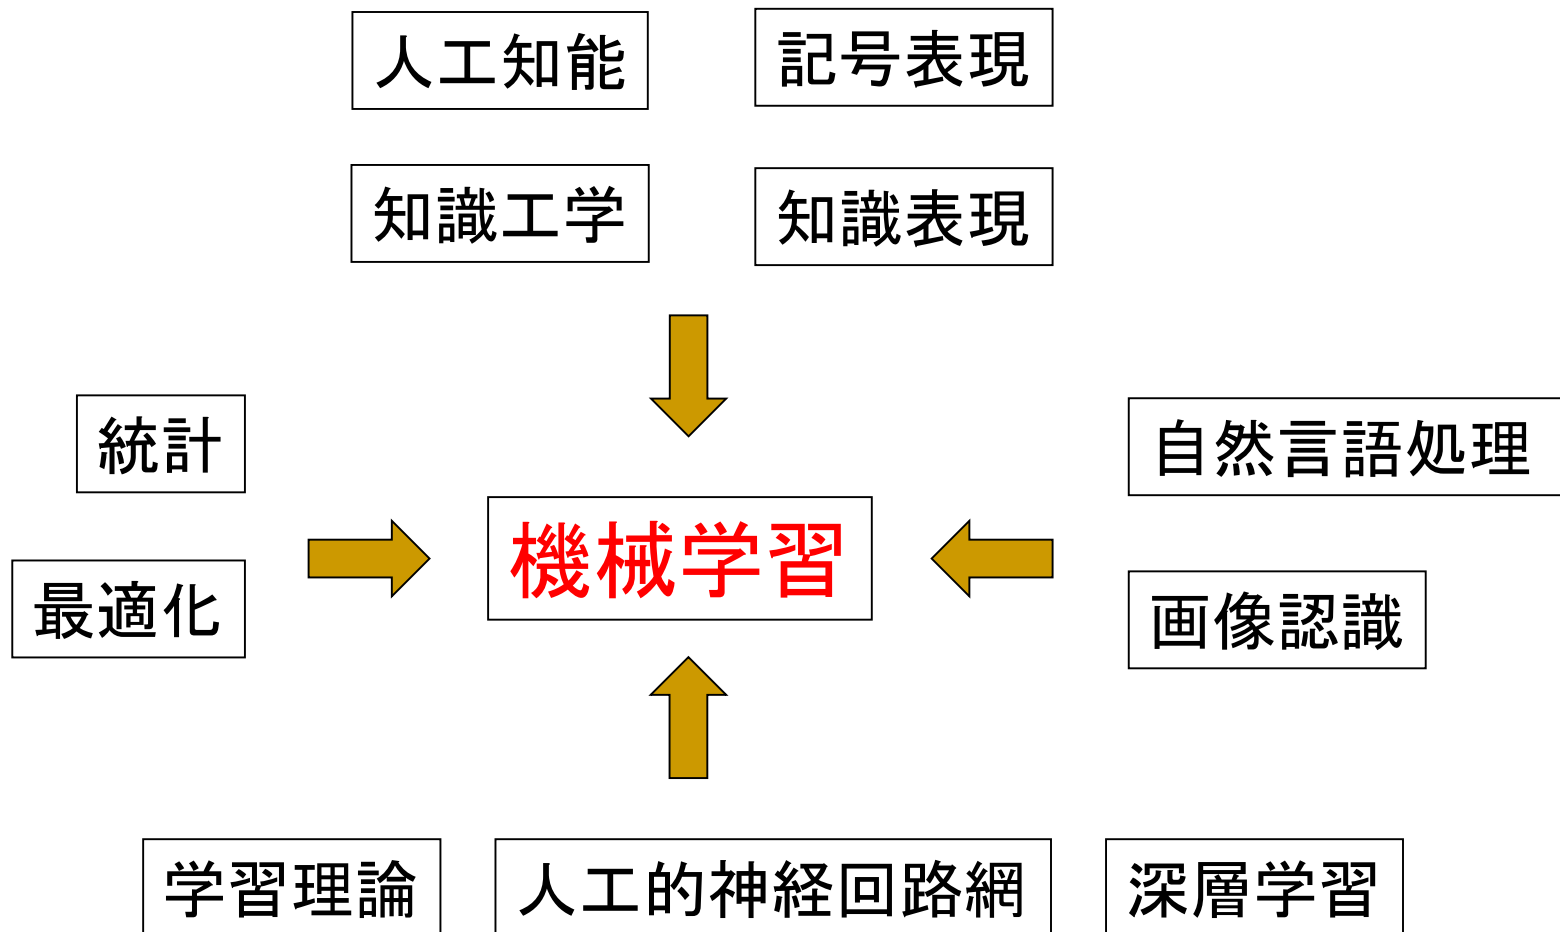 人工知能
記号表現
知識工学
知識表現
統計
自然言語処理
機械学習
最適化
画像認識
学習理論
人工的神経回路網
深層学習